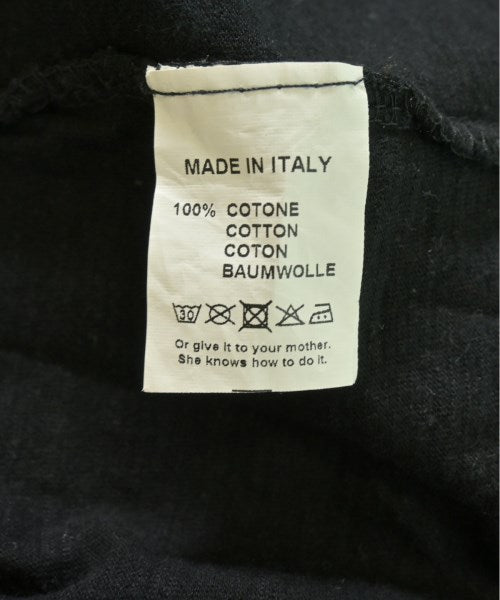 MADE IN ITALY
100% COTONE
COTTON
COTON
BAUMWOLLE
30
Or give it to your mother.
She knows how to do it.